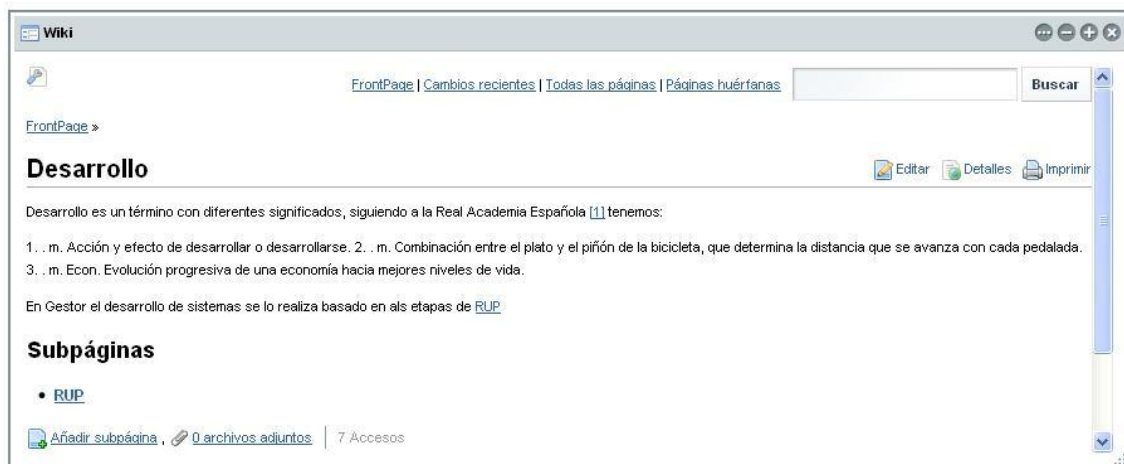 Wiki
FrontPage | Cambios recientes | Todas las páginas | Páginas huérfanas Buscar
FrontPage »
Desarrollo Editar Detalles Imprimir
Desarrollo es un término con diferentes significados, siguiendo a la Real Academia Española [1] tenemos:
1. . m. Acción y efecto de desarrollar o desarrollarse. 2. . m. Combinación entre el plato y el piñón de la bicicleta, que determina la distancia que se avanza con cada pedalada.
3. . m. Econ. Evolución progresiva de una economía hacia mejores niveles de vida.
En Gestor el desarrollo de sistemas se lo realiza basado en als etapas de RUP
Subpáginas
• RUP
Añadir subpágina , 0 archivos adjuntos | 7 Accesos